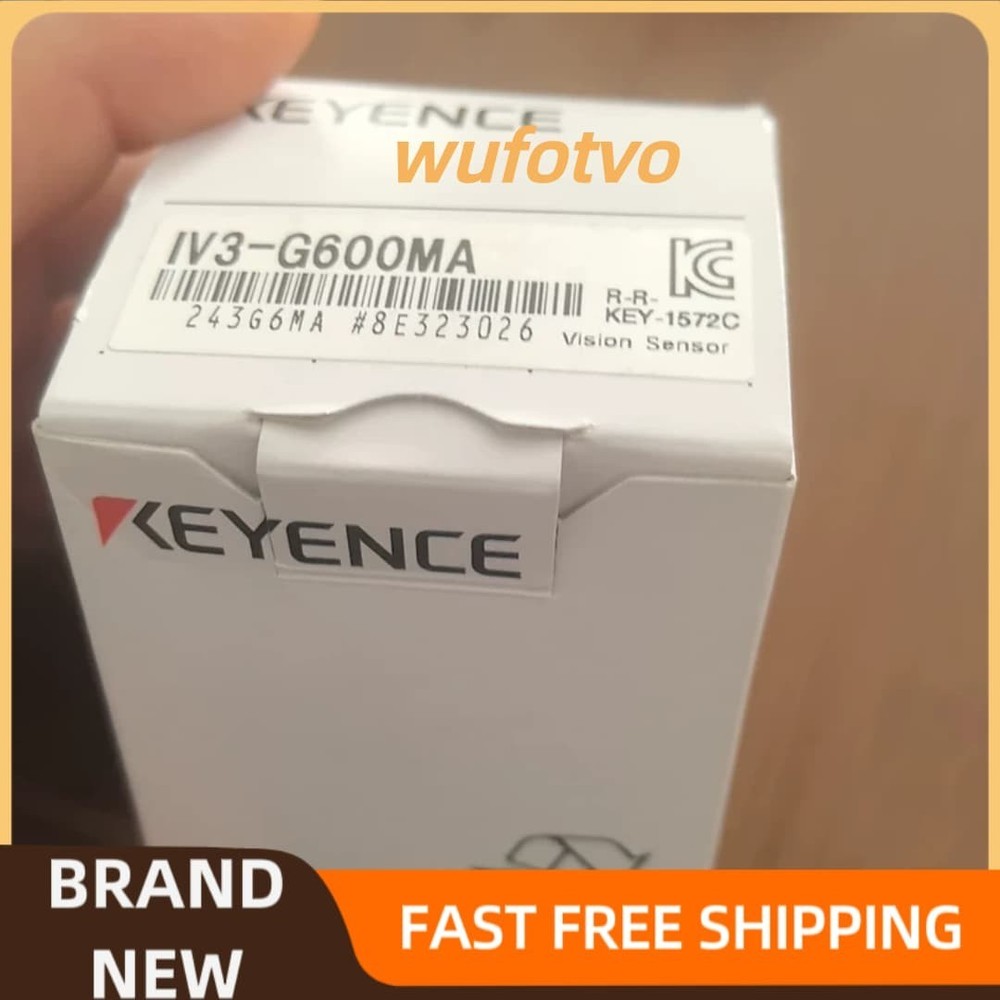 KEYENCE
wufotvo
IV3-G600MA
R-R-
KEY-1572C
243G6MA #8E323026
Vision Sensor
KEYENCE
BRAND
NEW
FAST FREE SHIPPING